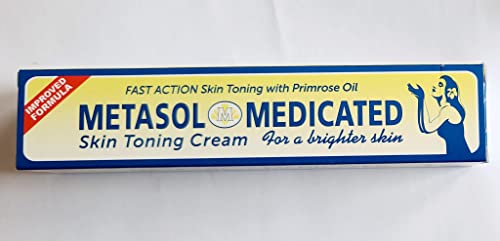 IMPROVED
FORMULA
FAST ACTION Skin Toning with Primrose Oil
METASOL M MEDICATED
Skin Toning Cream For a brighter skin